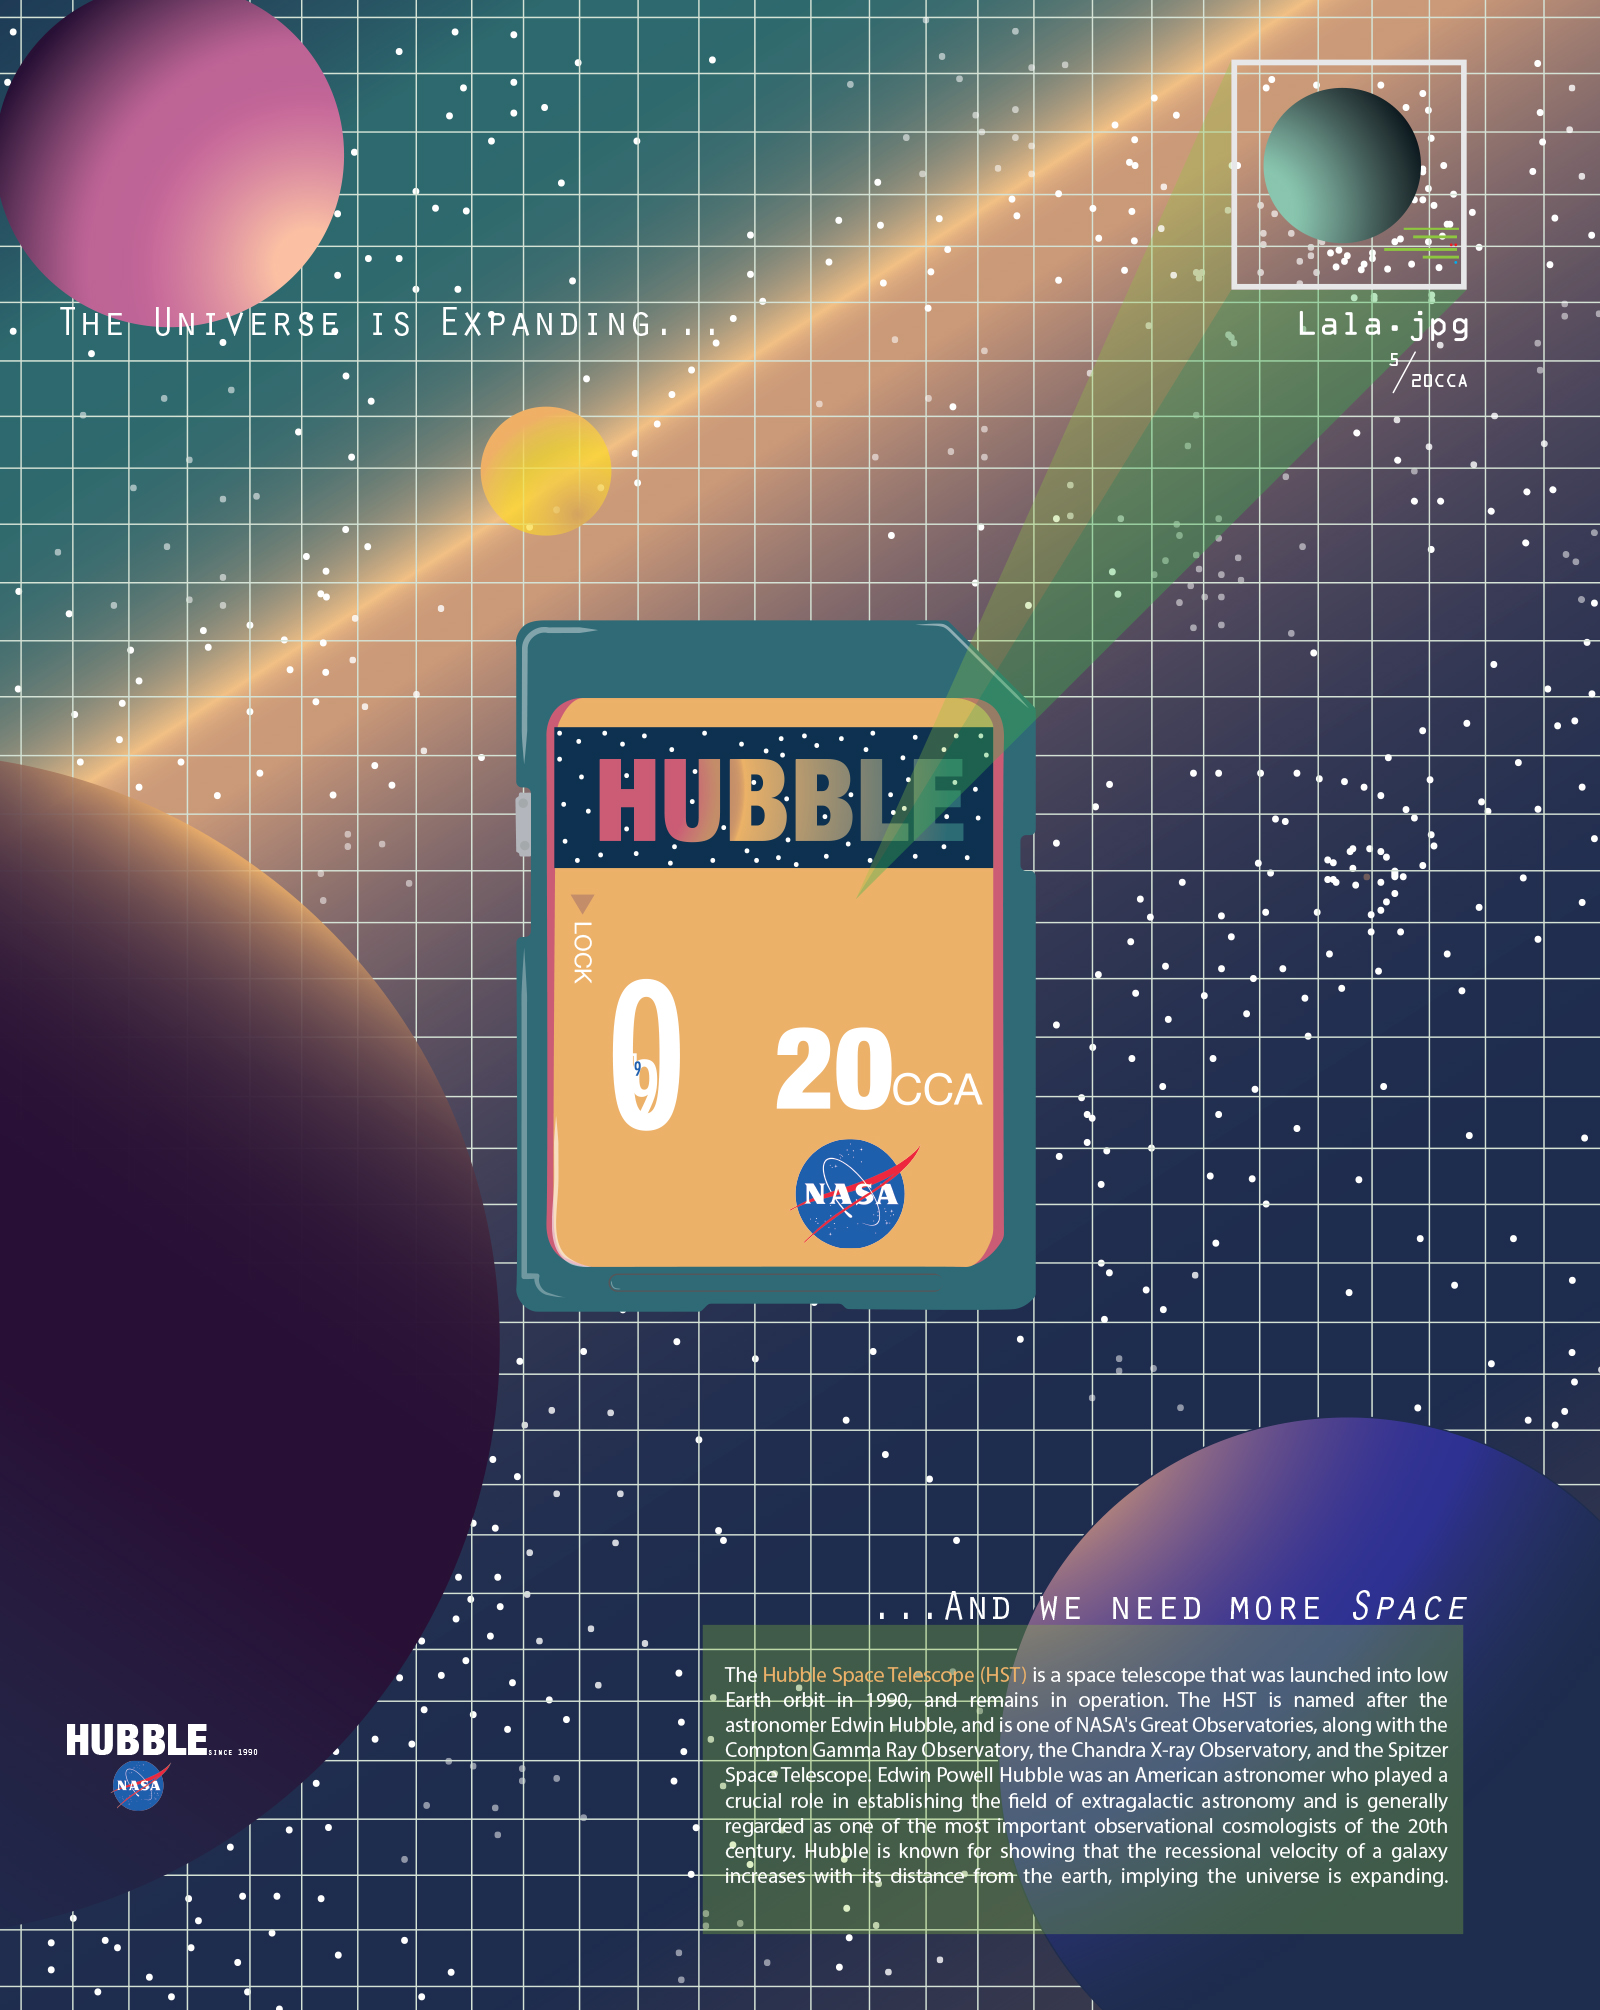 The Universe is Expanding...
Lala.jpg
5/20CCA
HUBBLE
LOCK
0
9
9
20CCA
NASA
...And we need more Space
The Hubble Space Telescope (HST) is a space telescope that was launched into low
Earth orbit in 1990, and remains in operation. The HST is named after the
astronomer Edwin Hubble, and is one of NASA's Great Observatories, along with the
Compton Gamma Ray Observatory, the Chandra X-ray Observatory, and the Spitzer
Space Telescope. Edwin Powell Hubble was an American astronomer who played a
crucial role in establishing the field of extragalactic astronomy and is generally
regarded as one of the most important observational cosmologists of the 20th
century. Hubble is known for showing that the recessional velocity of a galaxy
increases with its distance from the earth, implying the universe is expanding.
HUBBLE SINCE 1990
NASA